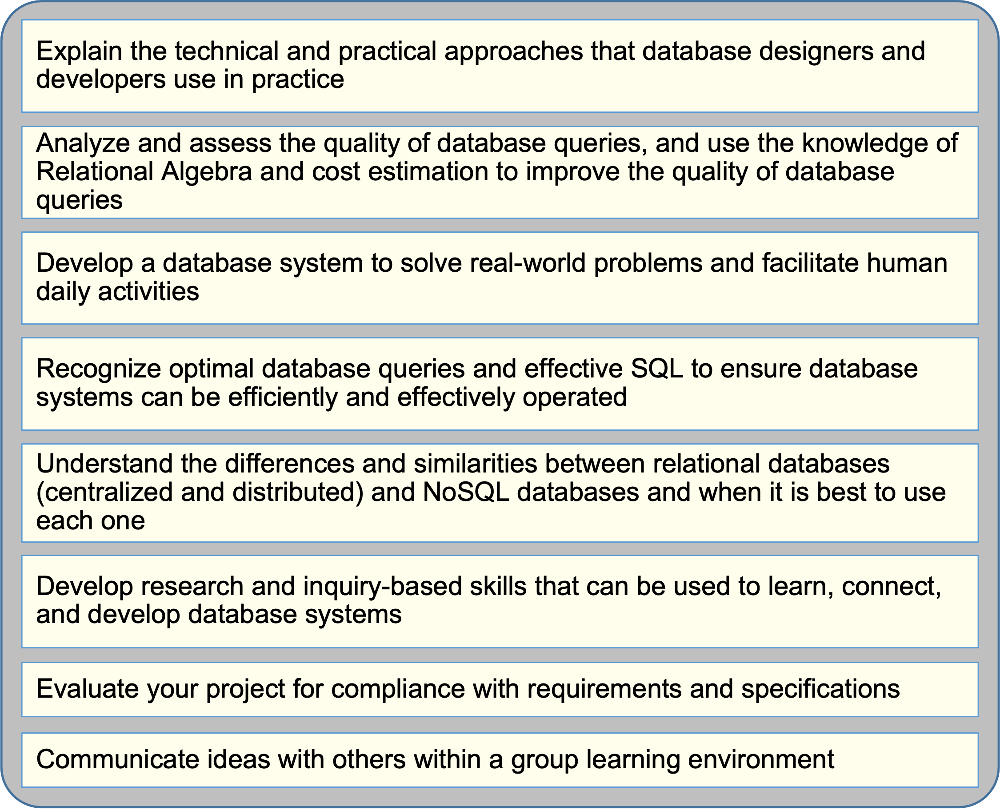 Explain the technical and practical approaches that database designers and
developers use in practice
Analyze and assess the quality of database queries, and use the knowledge of
Relational Algebra and cost estimation to improve the quality of database
queries
Develop a database system to solve real-world problems and facilitate human
daily activities
Recognize optimal database queries and effective SQL to ensure database
systems can be efficiently and effectively operated
Understand the differences and similarities between relational databases
(centralized and distributed) and NoSQL databases and when it is best to use
each one
Develop research and inquiry-based skills that can be used to learn, connect,
and develop database systems
Evaluate your project for compliance with requirements and specifications
Communicate ideas with others within a group learning environment